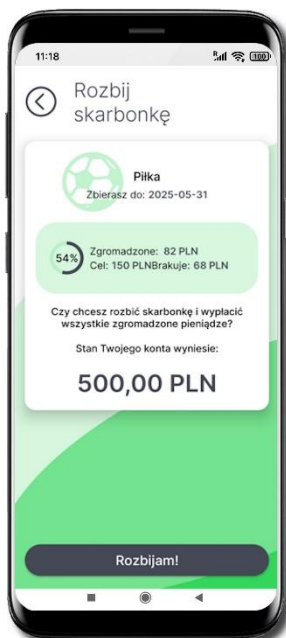 11:18
100
Rozbij
skarbonkę
Piłka
Zbierasz do: 2025-05-31
54%
Zgromadzone: 82 PLN
Cel: 150 PLNBrakuje: 68 PLN
Czy chcesz rozbić skarbonkę i wypłacić
wszystkie zgromadzone pieniądze?
Stan Twojego konta wyniesie:
500,00 PLN
Rozbijam!